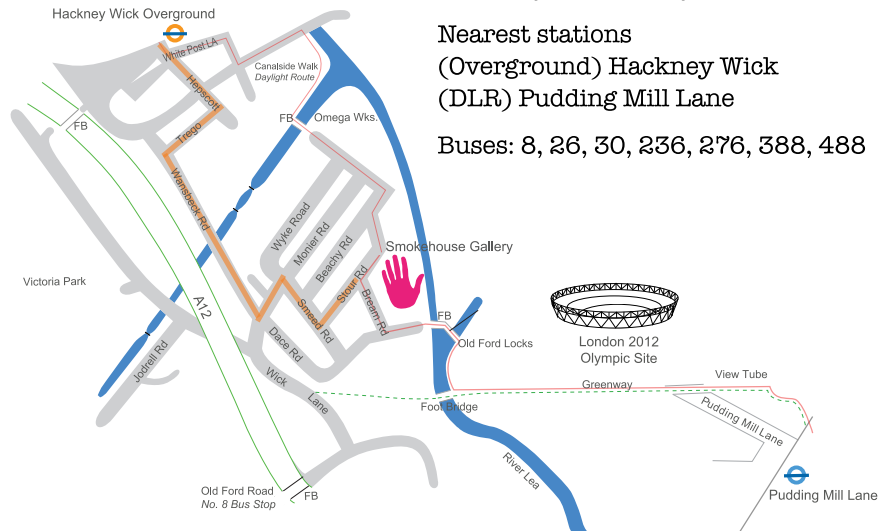 Hackney Wick Overground
Nearest stations
(Overground) Hackney Wick
(DLR) Pudding Mill Lane
Buses: 8, 26, 30, 236, 276, 388, 488
White Post LA
Canalside Walk
Daylight Route
Hepscott
FB
Omega Wks.
FB
Trego
Wansbeck Rd
Wyke Road
Monier Rd
Beachy Rd
Smokehouse Gallery
Stour Rd
Bream Rd
Smeed Rd
Dace Rd
Victoria Park
A12
Jodrell Rd
Wick
Lane
FB
Old Ford Locks
London 2012
Olympic Site
Greenway
View Tube
Foot Bridge
Pudding Mill Lane
River Lea
Old Ford Road
No. 8 Bus Stop
FB
Pudding Mill Lane